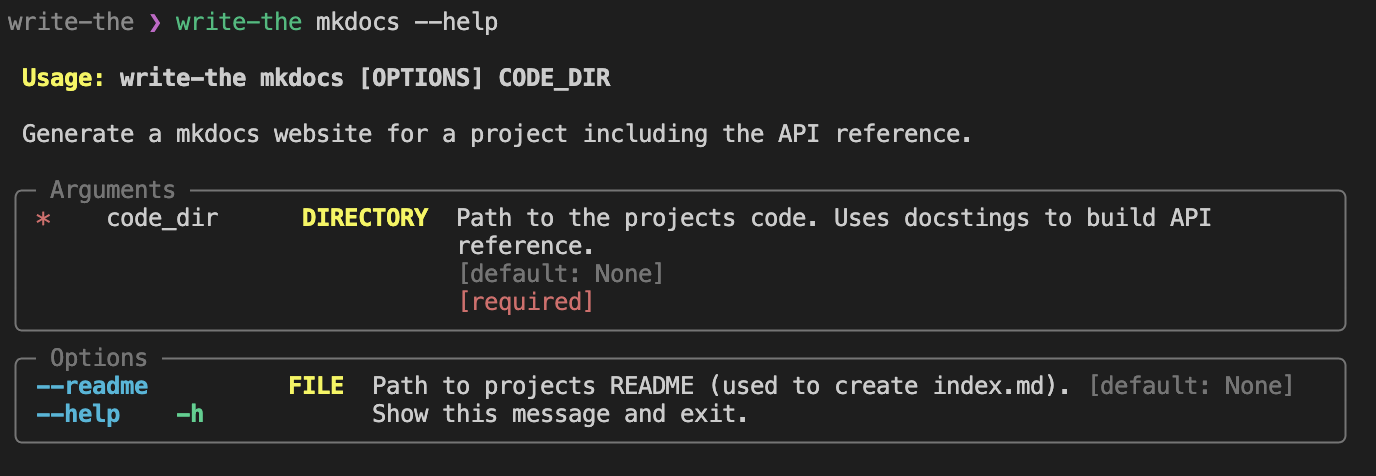 write-the ❯ write-the mkdocs --help
Usage: write-the mkdocs [OPTIONS] CODE_DIR
Generate a mkdocs website for a project including the API reference.
Arguments
* code_dir DIRECTORY Path to the projects code. Uses docstings to build API
reference.
[default: None]
[required]
Options
--readme FILE Path to projects README (used to create index.md). [default: None]
--help -h Show this message and exit.